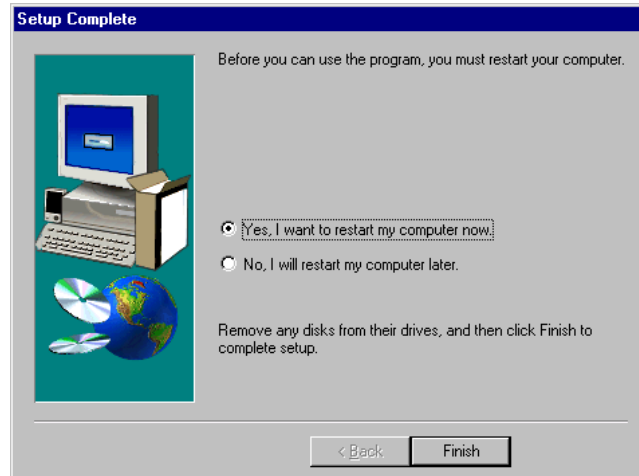 Setup Complete
Before you can use the program, you must restart your computer.
Yes, I want to restart my computer now.
No, I will restart my computer later.
Remove any disks from their drives, and then click Finish to
complete setup.
< Back
Finish